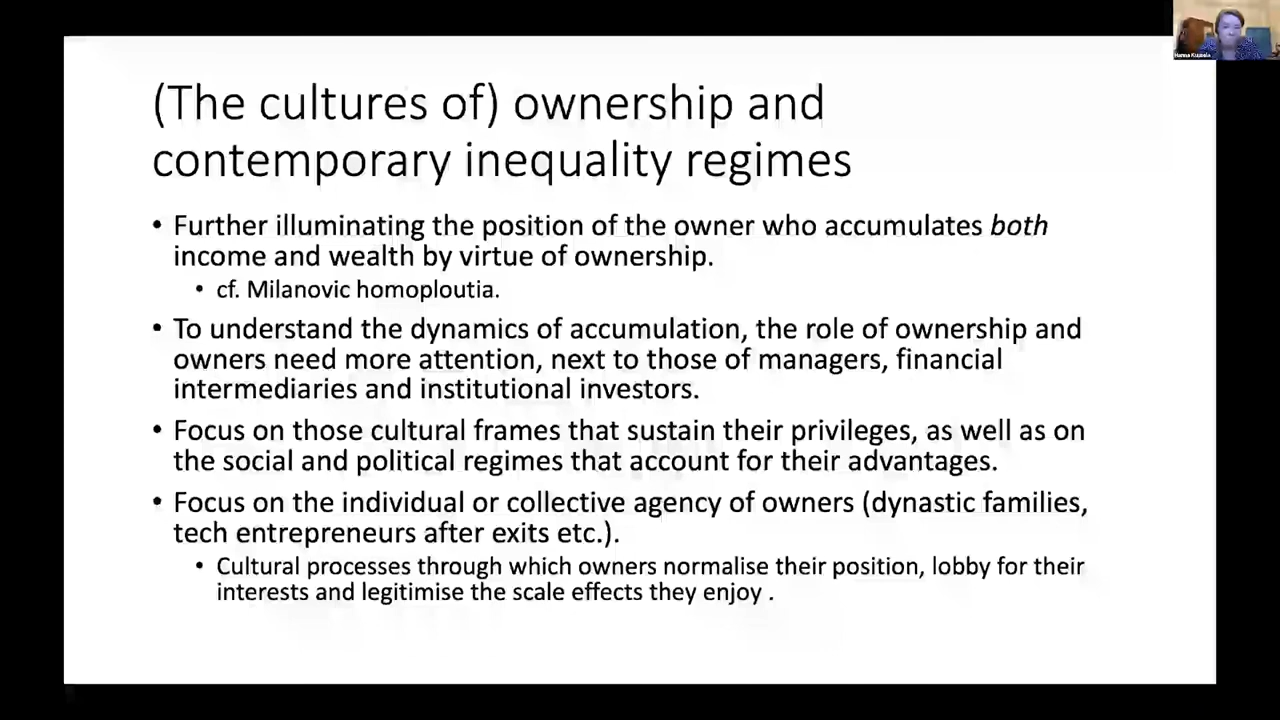 (The cultures of) ownership and
contemporary inequality regimes
• Further illuminating the position of the owner who accumulates both
income and wealth by virtue of ownership.
• cf. Milanovic homoploutia.
• To understand the dynamics of accumulation, the role of ownership and
owners need more attention, next to those of managers, financial
intermediaries and institutional investors.
• Focus on those cultural frames that sustain their privileges, as well as on
the social and political regimes that account for their advantages.
• Focus on the individual or collective agency of owners (dynastic families,
tech entrepreneurs after exits etc.).
• Cultural processes through which owners normalise their position, lobby for their
interests and legitimise the scale effects they enjoy .
Hanna Kuusela